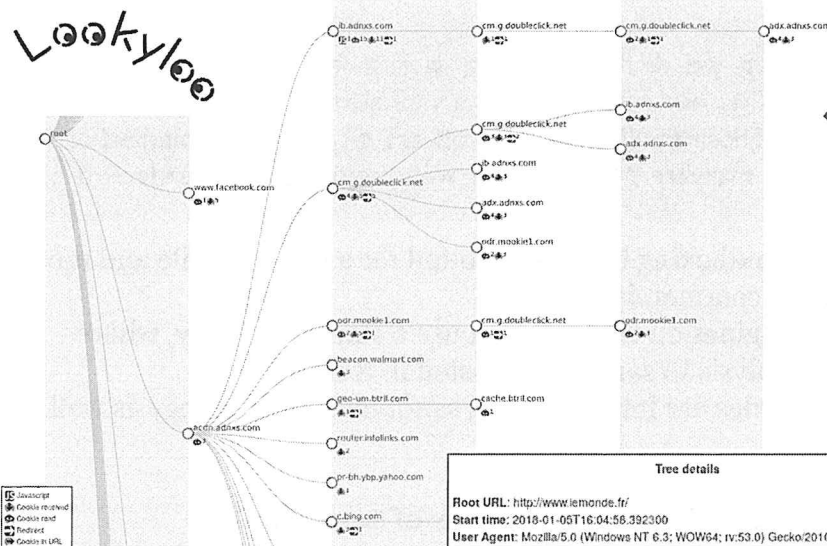 Lookyloo
ib.adnxs.com
cm.g.doubleclick.net
cm.g.doubleclick.net
adx.adnxs.com
root
cm.g.doubleclick.net
ib.adnxs.com
adx.adnxs.com
www.facebook.com
cm.g.doubleclick.net
ib.adnxs.com
adx.adnxs.com
odr.mookie1.com
odr.mookie1.com
cm.g.doubleclick.net
odr.mookie1.com
beacon.walmart.com
geo-um.btrll.com
cache.btrll.com
acdn.adnxs.com
router.infolinks.com
pr-bh.ybp.yahoo.com
c.bing.com
JS Javascript
Cookie received
Cookie read
Redirect
Cookie in URL
Tree details
Root URL: http://www.lemonde.fr/
Start time: 2018-01-05T16:04:56.392300
User Agent: Mozilla/5.0 (Windows NT 6.3; WOW64; rv:53.0) Gecko/2010